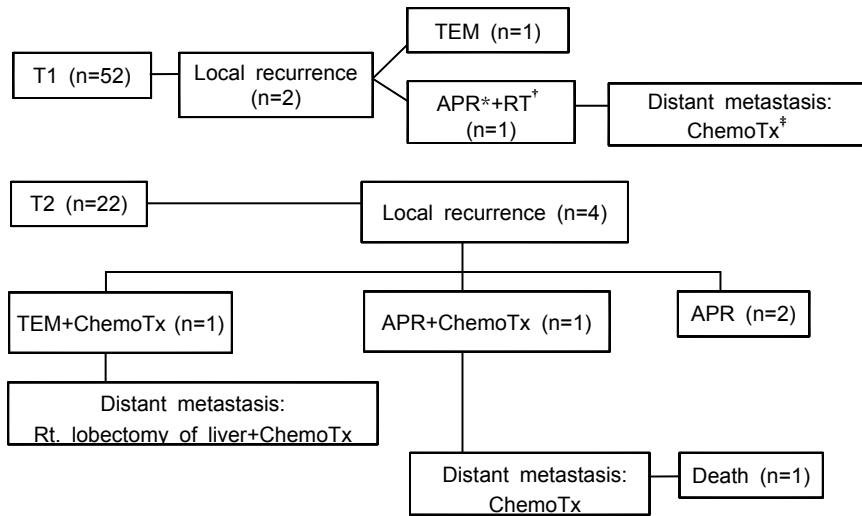 TEM (n=1)
T1 (n=52)
Local recurrence
(n=2)
APR*+RT†
(n=1)
Distant metastasis:
ChemoTx‡
T2 (n=22)
Local recurrence (n=4)
TEM+ChemoTx (n=1)
APR+ChemoTx (n=1)
APR (n=2)
Distant metastasis:
Rt. lobectomy of liver+ChemoTx
Distant metastasis:
ChemoTx
Death (n=1)